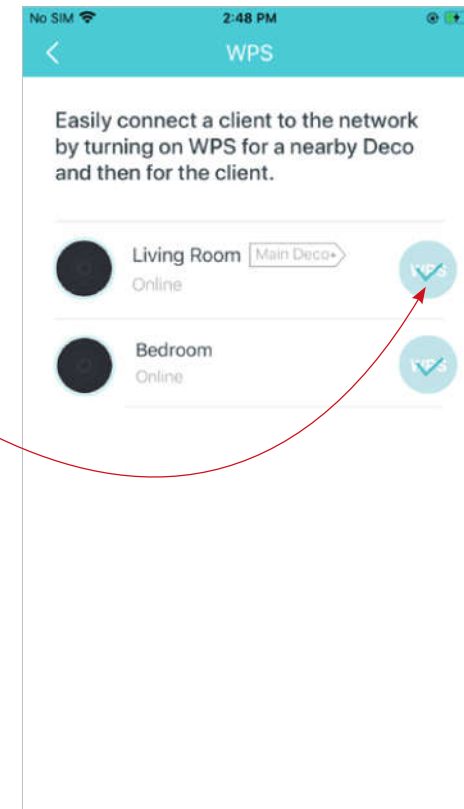 No SIM 2:48 PM
WPS
Easily connect a client to the network
by turning on WPS for a nearby Deco
and then for the client.
Living Room Main Deco
WPS
Online
Bedroom
WPS
Online